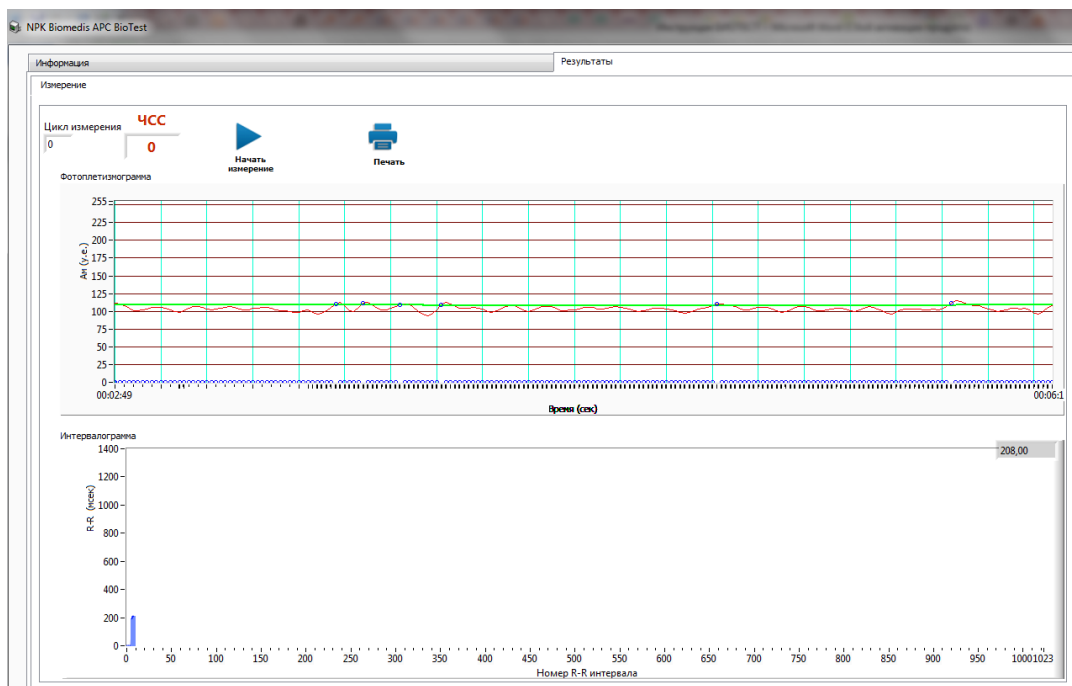 NPK Biomedis APC BioTest
Информация
Результаты
Измерение
Цикл измерения
ЧСС
0
0
Начать
измерение
Печать
Фотоплетизмограмма
Ан (у.е.)
255
225
200
175
150
125
100
75
50
25
0
00:02:49
00:06:1
Время (сек)
Интервалограмма
208,00
R-R (мсек)
1400
1200
1000
800
600
400
200
0
0 50 100 150 200 250 300 350 400 450 500 550 600 650 700 750 800 850 900 950 10001023
Номер R-R интервала